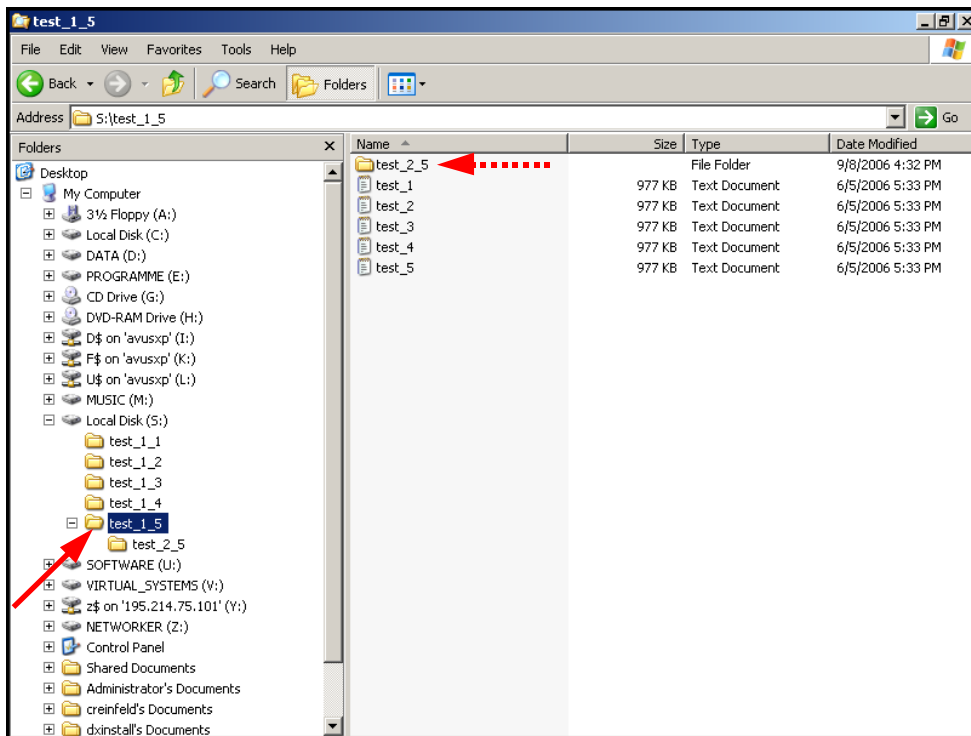 test_1_5
File Edit View Favorites Tools Help
Back Search Folders
Address S:\test_1_5 Go
Folders
Desktop
My Computer
3½ Floppy (A:)
Local Disk (C:)
DATA (D:)
PROGRAMME (E:)
CD Drive (G:)
DVD-RAM Drive (H:)
D$ on 'avusxp' (I:)
F$ on 'avusxp' (K:)
U$ on 'avusxp' (L:)
MUSIC (M:)
Local Disk (S:)
test_1_1
test_1_2
test_1_3
test_1_4
test_1_5
test_2_5
SOFTWARE (U:)
VIRTUAL_SYSTEMS (V:)
z$ on '195.214.75.101' (Y:)
NETWORKER (Z:)
Control Panel
Shared Documents
Administrator's Documents
creinfeld's Documents
dxinstall's Documents
Name Size Type Date Modified
test_2_5 File Folder 9/8/2006 4:32 PM
test_1 977 KB Text Document 6/5/2006 5:33 PM
test_2 977 KB Text Document 6/5/2006 5:33 PM
test_3 977 KB Text Document 6/5/2006 5:33 PM
test_4 977 KB Text Document 6/5/2006 5:33 PM
test_5 977 KB Text Document 6/5/2006 5:33 PM